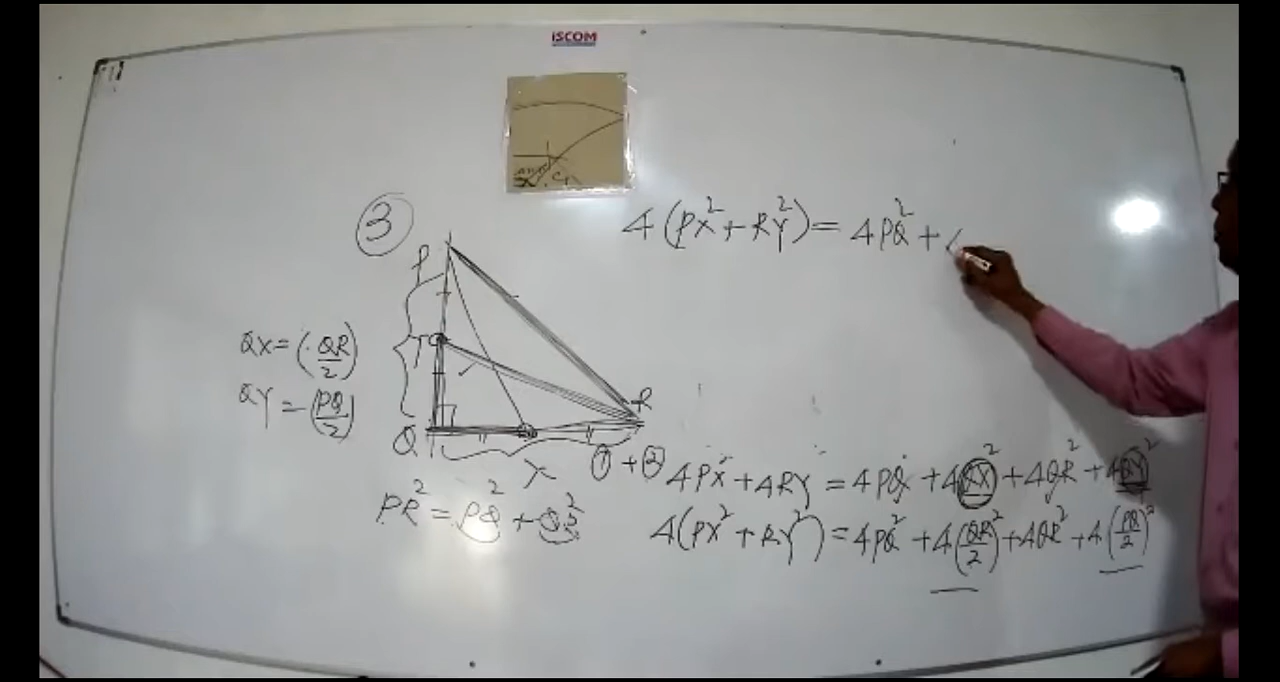 iSCOM
③
4(PX² + RY²) = 4PQ² +
P
QX = (QR/2)
QY = (PQ/2)
R
Q
X
① + ② 4PX² + 4RY² = 4PQ² + 4QX² + 4QR² + 4QY²
PR² = PQ² + QR²
4(PX² + RY²) = 4PQ² + 4(QR/2)² + 4QR² + 4(PQ/2)²